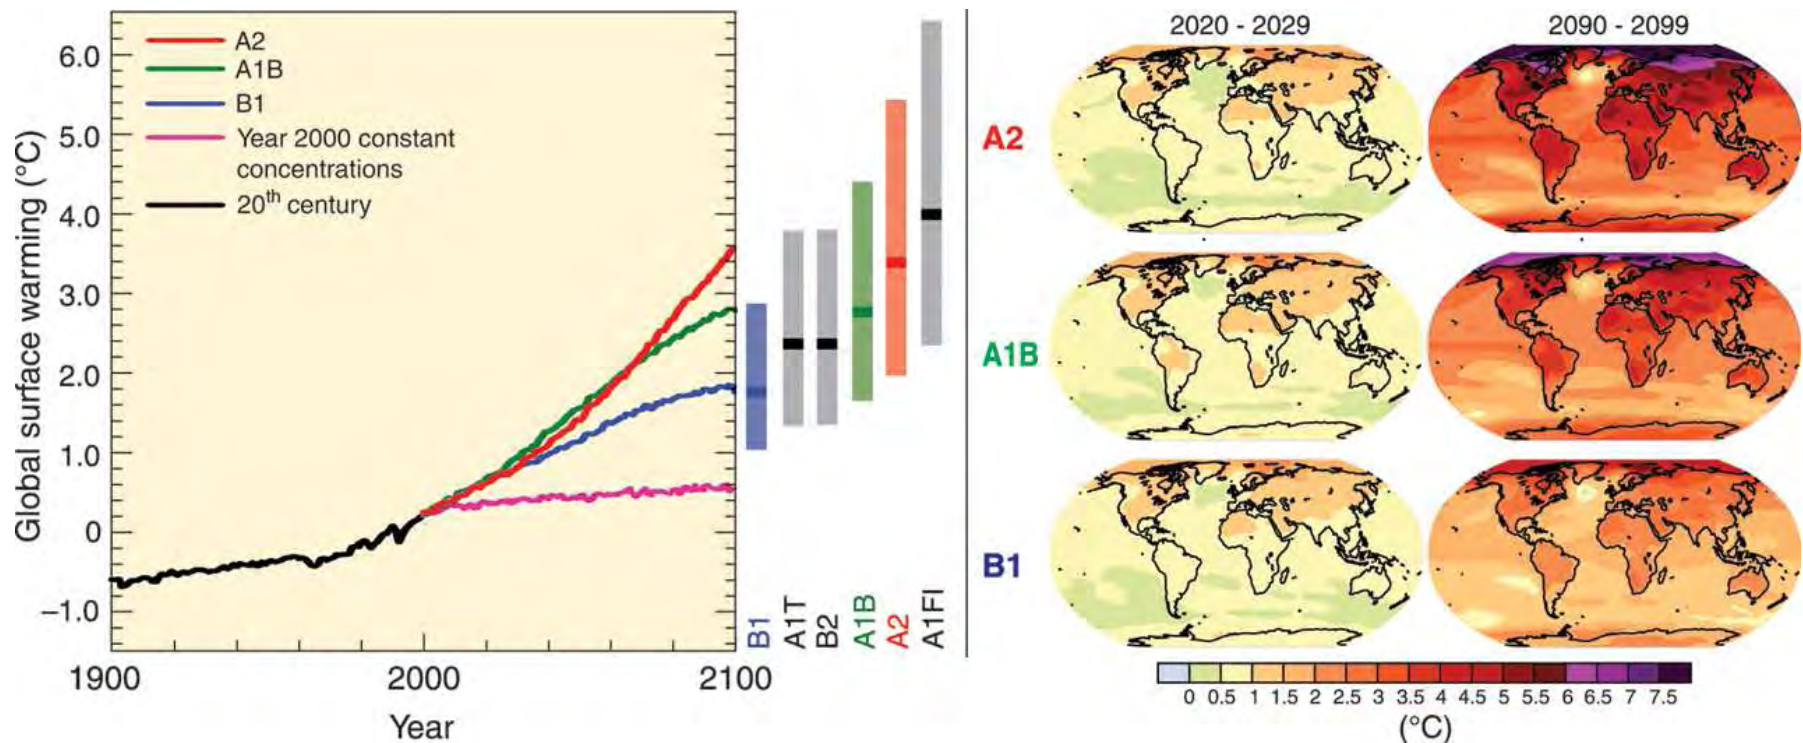 A2
A1B
B1
Year 2000 constant
concentrations
20th century
Global surface warming (°C)
6.0
5.0
4.0
3.0
2.0
1.0
0
–1.0
1900
2000
2100
Year
B1
A1T
B2
A1B
A2
A1FI
2020 - 2029
2090 - 2099
A2
A1B
B1
0 0.5 1 1.5 2 2.5 3 3.5 4 4.5 5 5.5 6 6.5 7 7.5
(°C)